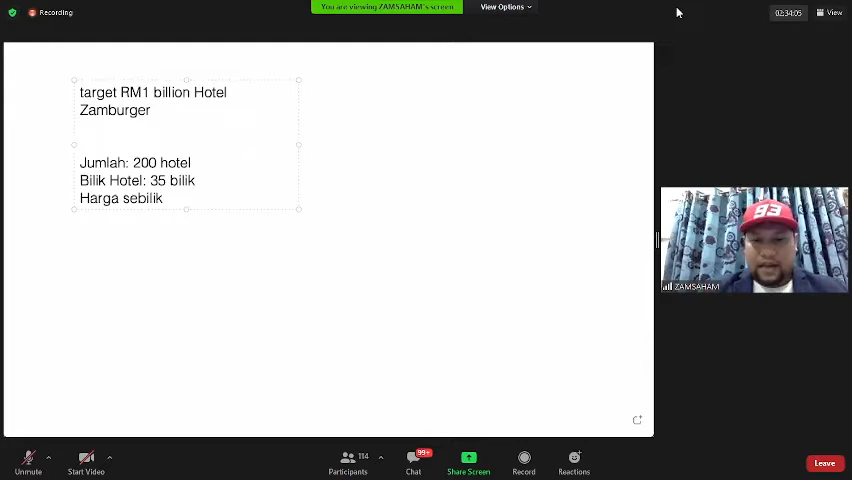 Recording
You are viewing ZAMSAHAM's screen
View Options
02:34:05
View
target RM1 billion Hotel
Zamburger
Jumlah: 200 hotel
Bilik Hotel: 35 bilik
Harga sebilik
93
ZAMSAHAM
Unmute
Start Video
114
Participants
99+
Chat
Share Screen
Record
Reactions
Leave